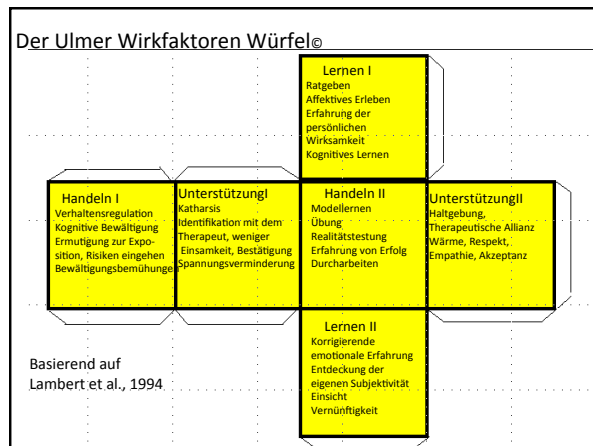 Der Ulmer Wirkfaktoren Würfel©
Lernen I
Ratgeben
Affektives Erleben
Erfahrung der
persönlichen
Wirksamkeit
Kognitives Lernen
Handeln I
Verhaltensregulation
Kognitive Bewältigung
Ermutigung zur Expo-
sition, Risiken eingehen
Bewältigungsbemühungen
UnterstützungI
Katharsis
Identifikation mit dem
Therapeut, weniger
Einsamkeit, Bestätigung
Spannungsverminderung
Handeln II
Modellernen
Übung
Realitätstestung
Erfahrung von Erfolg
Durcharbeiten
UnterstützungII
Haltgebung,
Therapeutische Allianz
Wärme, Respekt,
Empathie, Akzeptanz
Lernen II
Korrigierende
emotionale Erfahrung
Entdeckung der
eigenen Subjektivität
Einsicht
Vernünftigkeit
Basierend auf
Lambert et al., 1994